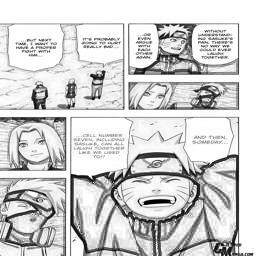 WITHOUT
UNDERSTAND-
ING SASUKE'S
PAIN, THERE'S
NO WAY WE
COULD EVER
LAUGH
TOGETHER
...OR
EVEN
ARGUE
WITH EACH
OTHER
AGAIN.
IT'S PROBABLY
GOING TO HURT
REALLY BAD...
BUT NEXT
TIME, I WANT TO
HAVE A PROPER
FIGHT WITH
HIM...
AND THEN,
SOMEDAY...
...CELL
NUMBER SEVEN,
INCLUDING
SASUKE, CAN ALL
LAUGH TOGETHER
LIKE WE
USED TO!!